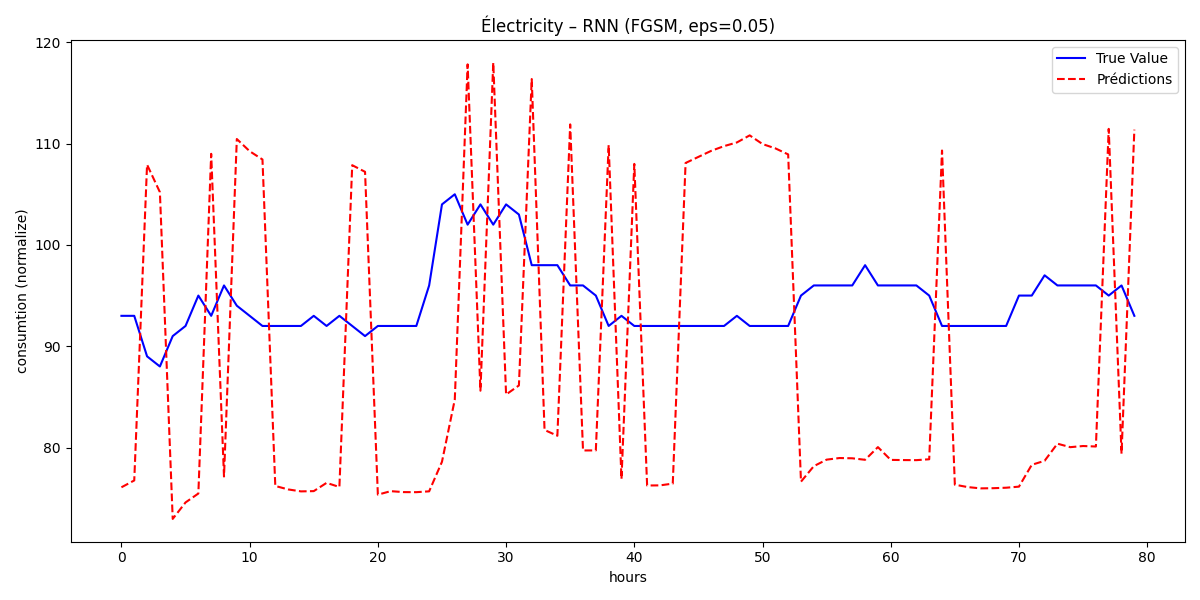 Électricity – RNN (FGSM, eps=0.05)
True Value
Prédictions
consumtion (normalize)
120
110
100
90
80
0 10 20 30 40 50 60 70 80
hours